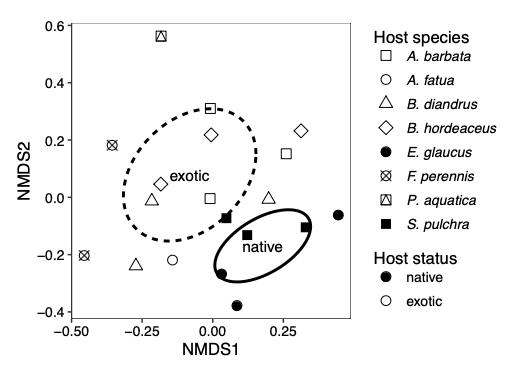 0.6
0.4
0.2
0.0
−0.2
−0.4
NMDS2
−0.50
−0.25
0.00
0.25
NMDS1
exotic
native
Host species
A. barbata
A. fatua
B. diandrus
B. hordeaceus
E. glaucus
F. perennis
P. aquatica
S. pulchra
Host status
native
exotic